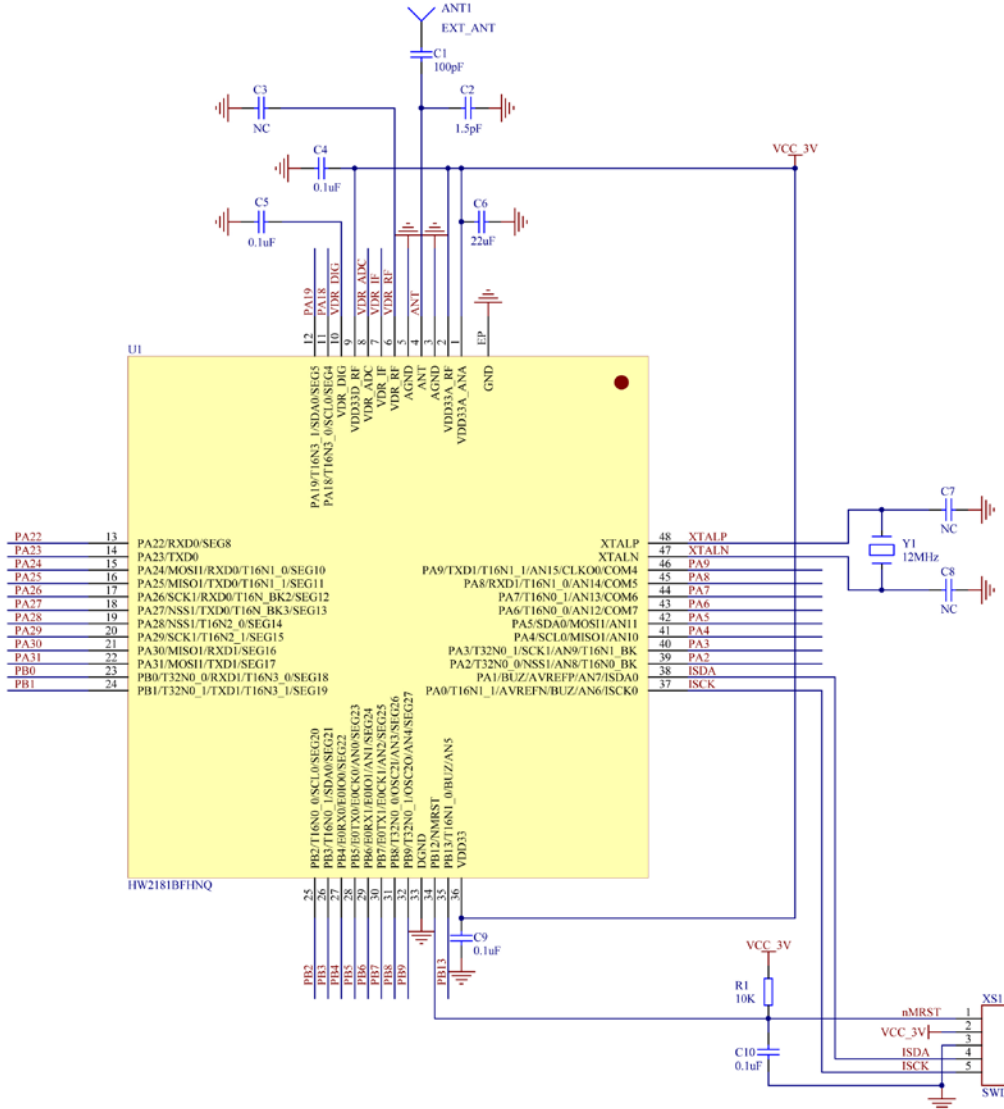 ANT1
EXT_ANT
C1
100pF
C3
NC
C2
1.5pF
C4
0.1uF
VCC_3V
C5
0.1uF
C6
22uF
PA19
PA18
VDR_DIG
VDR_ADC
VDR_IF
VDR_RF
ANT
12
11
10
9
8
7
6
5
4
3
2
1
EP
U1
PA19/T16N3_1/SDA0/SEG5
PA18/T16N3_0/SCL0/SEG4
VDR_DIG
VDD33D_RF
VDR_ADC
VDR_IF
VDR_RF
AGND
ANT
AGND
VDD33A_RF
VDD33A_ANA
GND
PA22 13 PA22/RXD0/SEG8
PA23 14 PA23/TXD0
PA24 15 PA24/MOSI1/RXD0/T16N1_0/SEG10
PA25 16 PA25/MISO1/TXD0/T16N1_1/SEG11
PA26 17 PA26/SCK1/RXD0/T16N_BK2/SEG12
PA27 18 PA27/NSS1/TXD0/T16N_BK3/SEG13
PA28 19 PA28/NSS1/T16N2_0/SEG14
PA29 20 PA29/SCK1/T16N2_1/SEG15
PA30 21 PA30/MISO1/RXD1/SEG16
PA31 22 PA31/MOSI1/TXD1/SEG17
PB0 23 PB0/T32N0_0/RXD1/T16N3_0/SEG18
PB1 24 PB1/T32N0_1/TXD1/T16N3_1/SEG19
XTALP 48 XTALP
XTALN 47 XTALN
PA9/TXD1/T16N1_1/AN15/CLKO0/COM4 46 PA9
PA8/RXD1/T16N1_0/AN14/COM5 45 PA8
PA7/T16N0_1/AN13/COM6 44 PA7
PA6/T16N0_0/AN12/COM7 43 PA6
PA5/SDA0/MOSI1/AN11 42 PA5
PA4/SCL0/MISO1/AN10 41 PA4
PA3/T32N0_1/SCK1/AN9/T16N1_BK 40 PA3
PA2/T32N0_0/NSS1/AN8/T16N0_BK 39 PA2
PA1/BUZ/AVREFP/AN7/ISDA0 38 ISDA
PA0/T16N1_1/AVREFN/BUZ/AN6/ISCK0 37 ISCK
C7
NC
Y1
12MHz
C8
NC
PB2/T16N0_0/SCL0/SEG20
PB3/T16N0_1/SDA0/SEG21
PB4/E0RX0/E0IO0/SEG22
PB5/E0TX0/E0CK0/AN0/SEG23
PB6/E0RX1/E0IO1/AN1/SEG24
PB7/E0TX1/E0CK1/AN2/SEG25
PB8/T32N0_0/OSC2I/AN3/SEG26
PB9/T32N0_1/OSC2O/AN4/SEG27
DGND
PB12/NMRST
PB13/T16N1_0/BUZ/AN5
VDD33
HW2181BFHNQ
25
26
27
28
29
30
31
32
33
34
35
36
PB2
PB3
PB4
PB5
PB6
PB7
PB8
PB9
PB13
C9
0.1uF
VCC_3V
R1
10K
C10
0.1uF
XS1
nMRST 1
VCC_3V 2
3
ISDA 4
ISCK 5